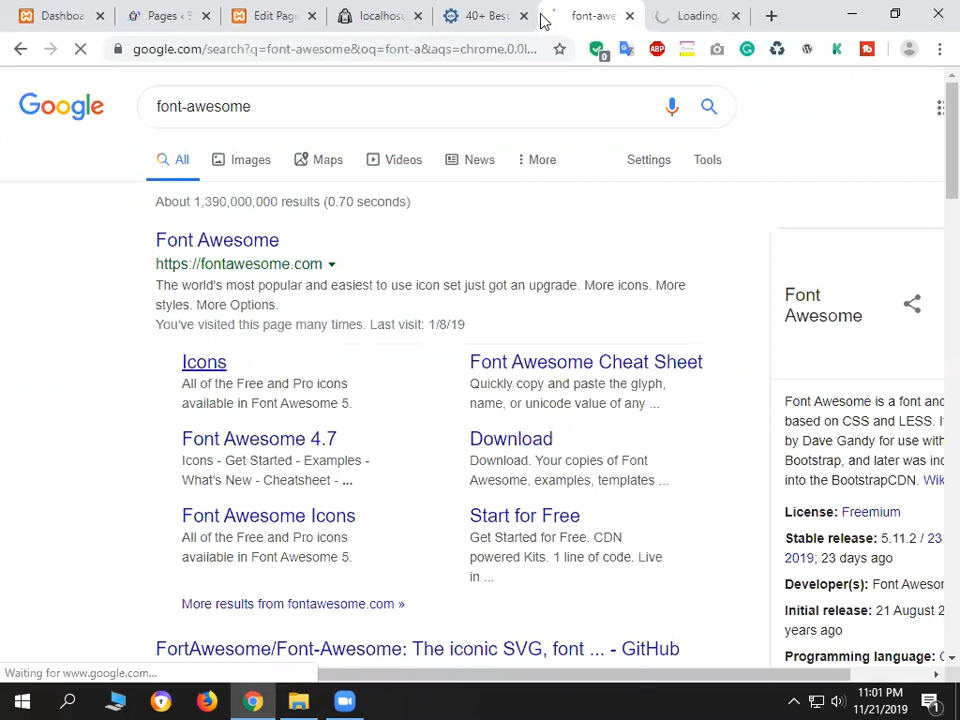 Dashboa
Pages ‹ S
Edit Page
localhos
40+ Best
font-awe
Loading
google.com/search?q=font-awesome&oq=font-a&aqs=chrome.0.0l...
0
ABP
Google
font-awesome
All
Images
Maps
Videos
News
More
Settings
Tools
About 1,390,000,000 results (0.70 seconds)
Font Awesome
https://fontawesome.com
The world's most popular and easiest to use icon set just got an upgrade. More icons. More
styles. More Options.
You've visited this page many times. Last visit: 1/8/19
Icons
All of the Free and Pro icons
available in Font Awesome 5.
Font Awesome Cheat Sheet
Quickly copy and paste the glyph,
name, or unicode value of any ...
Font Awesome 4.7
Icons - Get Started - Examples -
What's New - Cheatsheet - ...
Download
Download. Your copies of Font
Awesome, examples, templates ...
Font Awesome Icons
All of the Free and Pro icons
available in Font Awesome 5.
Start for Free
Get Started for Free. CDN
powered Kits. 1 line of code. Live
in ...
More results from fontawesome.com »
FortAwesome/Font-Awesome: The iconic SVG, font ... - GitHub
Font
Awesome
Font Awesome is a font and
based on CSS and LESS. I
by Dave Gandy for use with
Bootstrap, and later was inc
into the BootstrapCDN. Wik
License: Freemium
Stable release: 5.11.2 / 23
2019; 23 days ago
Developer(s): Font Aweson
Initial release: 21 August 2
years ago
Programming language: C
Waiting for www.google.com...
11:01 PM
11/21/2019
1